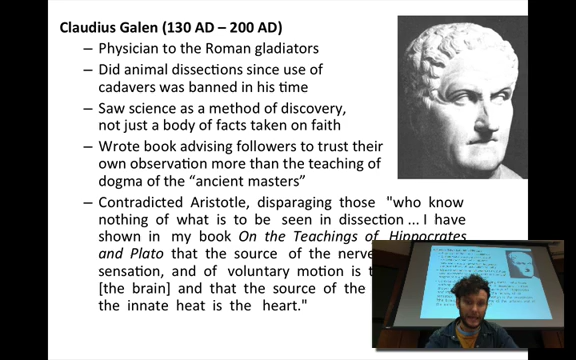 Claudius Galen (130 AD – 200 AD)
– Physician to the Roman gladiators
– Did animal dissections since use of
cadavers was banned in his time
– Saw science as a method of discovery,
not just a body of facts taken on faith
– Wrote book advising followers to trust their
own observation more than the teaching of
dogma of the “ancient masters”
– Contradicted Aristotle, disparaging those "who know
nothing of what is to be seen in dissection ... I have
shown in my book On the Teachings of Hippocrates
and Plato that the source of the
sensation, and of voluntary motion is
[the brain] and that the source of the
the innate heat is the heart."